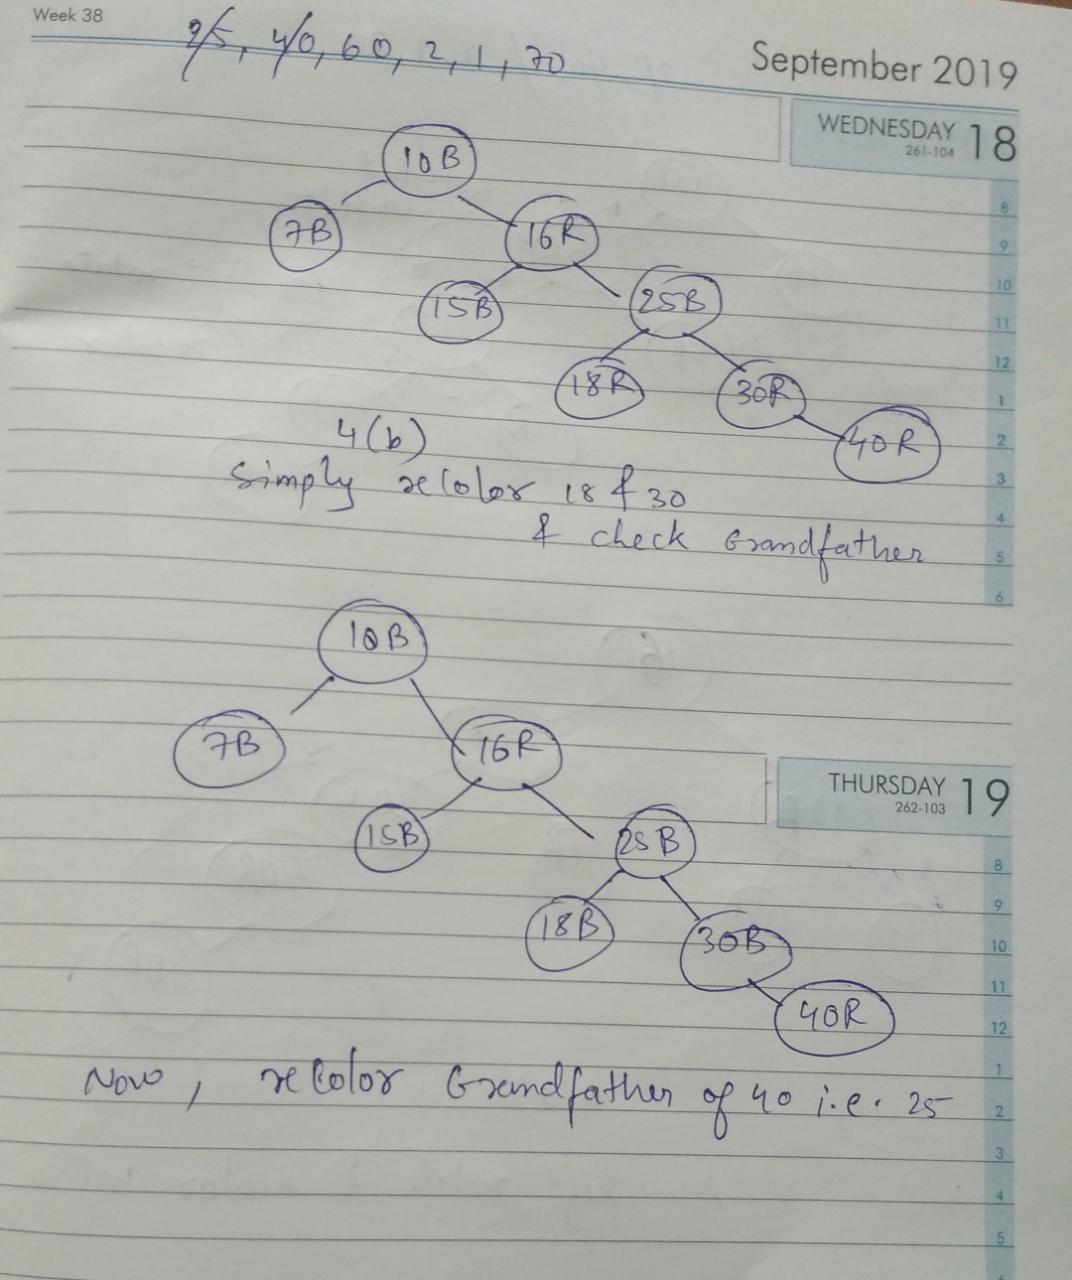 Week 38
25, 40, 60, 2, 1, 70
September 2019
WEDNESDAY 18
261-104
10B
7B 16R
15B 25B
18R 30R
40R
4(b)
Simply recolor 18 & 30
& check Grandfather
8
9
10
11
12
1
2
3
4
5
6
10B
7B 16R
15B 25B
18B 30B
40R
THURSDAY 19
262-103
Now, recolor Grandfather of 40 i.e. 25
8
9
10
11
12
1
2
3
4
5